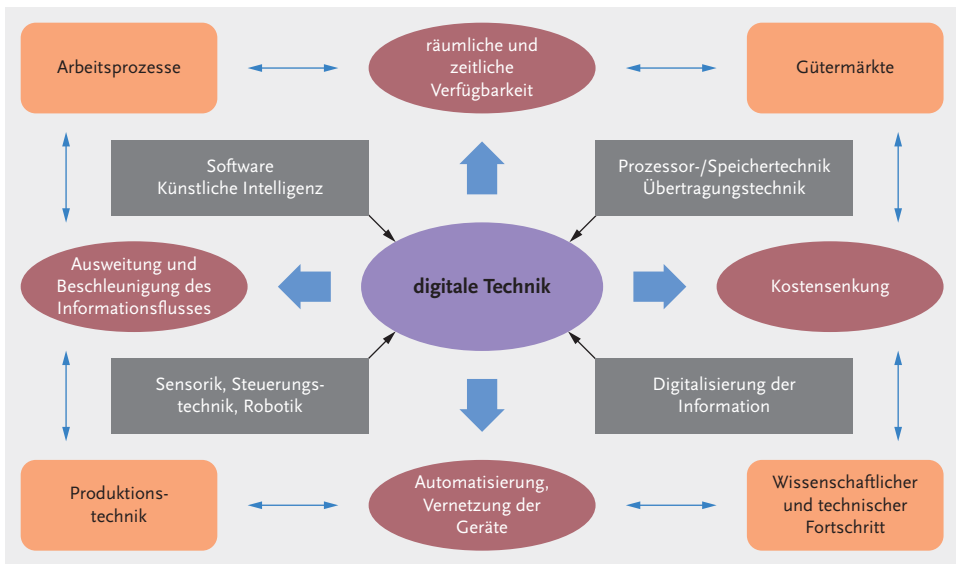 Arbeitsprozesse
räumliche und
zeitliche
Verfügbarkeit
Gütermärkte
Software
Künstliche Intelligenz
Prozessor-/Speichertechnik
Übertragungstechnik
Ausweitung und
Beschleunigung des
Informationsflusses
digitale Technik
Kostensenkung
Sensorik, Steuerungs-
technik, Robotik
Digitalisierung der
Information
Produktions-
technik
Automatisierung,
Vernetzung der
Geräte
Wissenschaftlicher
und technischer
Fortschritt